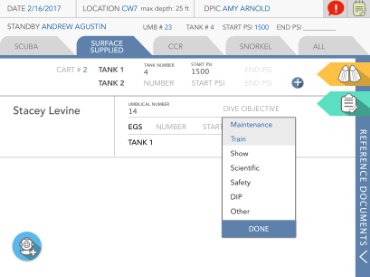 DATE 2/16/2017 LOCATION CW7 max depth: 25 ft DPIC AMY ARNOLD
STANDBY ANDREW AGUSTIN UMB # 23 TANK # 4 START PSI 1500 END PSI
SCUBA SURFACE SUPPLIED CCR SNORKEL ALL
TANK NUMBER START PSI
CART # 2 TANK 1 4 1500 END PSI
TANK 2 NUMBER START PSI END PSI
UMBILICAL NUMBER
Stacey Levine 14 DIVE OBJECTIVE
EGS NUMBER START
TANK 1
Maintenance
Train
Show
Scientific
Safety
DIP
Other
DONE
REFERENCE DOCUMENTS